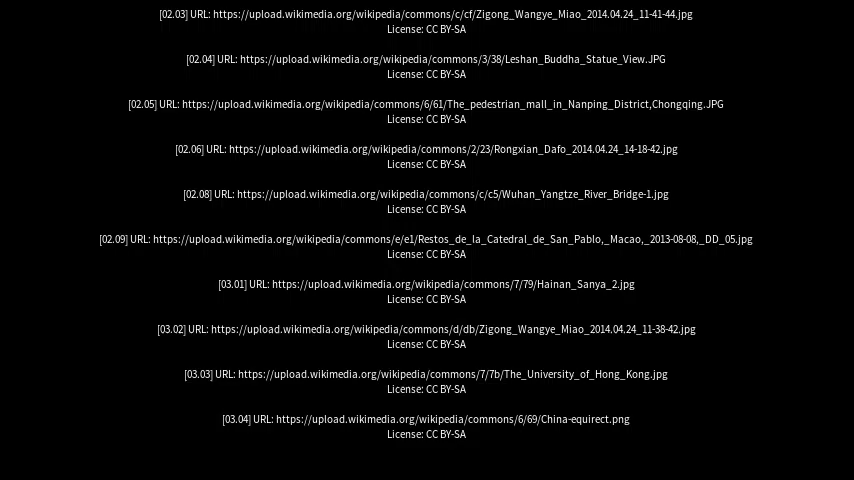 [02.03] URL: https://upload.wikimedia.org/wikipedia/commons/c/cf/Zigong_Wangye_Miao_2014.04.24_11-41-44.jpg
License: CC BY-SA
[02.04] URL: https://upload.wikimedia.org/wikipedia/commons/3/38/Leshan_Buddha_Statue_View.JPG
License: CC BY-SA
[02.05] URL: https://upload.wikimedia.org/wikipedia/commons/6/61/The_pedestrian_mall_in_Nanping_District,Chongqing.JPG
License: CC BY-SA
[02.06] URL: https://upload.wikimedia.org/wikipedia/commons/2/23/Rongxian_Dafo_2014.04.24_14-18-42.jpg
License: CC BY-SA
[02.08] URL: https://upload.wikimedia.org/wikipedia/commons/c/c5/Wuhan_Yangtze_River_Bridge-1.jpg
License: CC BY-SA
[02.09] URL: https://upload.wikimedia.org/wikipedia/commons/e/e1/Restos_de_la_Catedral_de_San_Pablo,_Macao,_2013-08-08,_DD_05.jpg
License: CC BY-SA
[03.01] URL: https://upload.wikimedia.org/wikipedia/commons/7/79/Hainan_Sanya_2.jpg
License: CC BY-SA
[03.02] URL: https://upload.wikimedia.org/wikipedia/commons/d/db/Zigong_Wangye_Miao_2014.04.24_11-38-42.jpg
License: CC BY-SA
[03.03] URL: https://upload.wikimedia.org/wikipedia/commons/7/7b/The_University_of_Hong_Kong.jpg
License: CC BY-SA
[03.04] URL: https://upload.wikimedia.org/wikipedia/commons/6/69/China-equirect.png
License: CC BY-SA